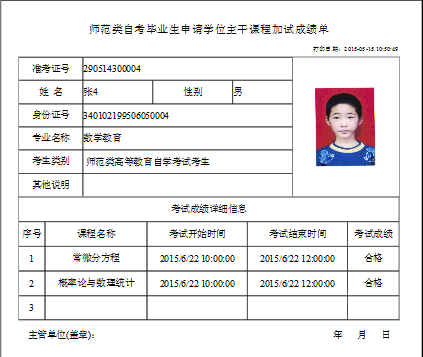 师范类自考毕业生申请学位主干课程加试成绩单
打印日期：2015-05-15 10:50:49
准考证号 290514300004
姓 名 张4 性别 男
身份证号 340102199506050004
专业名称 数学教育
考生类别 师范类高等教育自学考试考生
其他说明
考试成绩详细信息
序号 课程名称 考试开始时间 考试结束时间 考试成绩
1 常微分方程 2015/6/22 10:00:00 2015/6/22 12:00:00 合格
2 概率论与数理统计 2015/6/22 10:00:00 2015/6/22 12:00:00 合格
3
主管单位(盖章)： 年 月 日